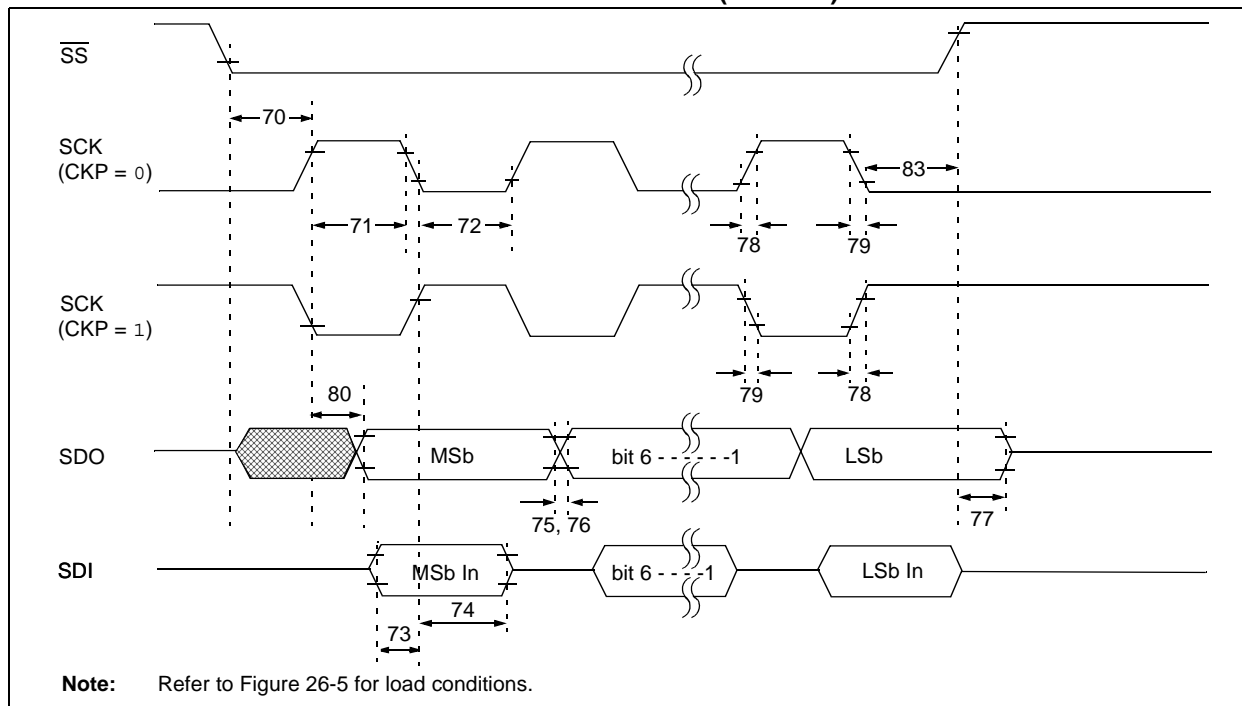 SS
70
SCK
(CKP = 0)
83
71
72
78
79
SCK
(CKP = 1)
79
78
80
SDO
MSb
bit 6 - - - - - -1
LSb
75, 76
77
SDI
MSb In
bit 6 - - - -1
LSb In
74
73
Note: Refer to Figure 26-5 for load conditions.